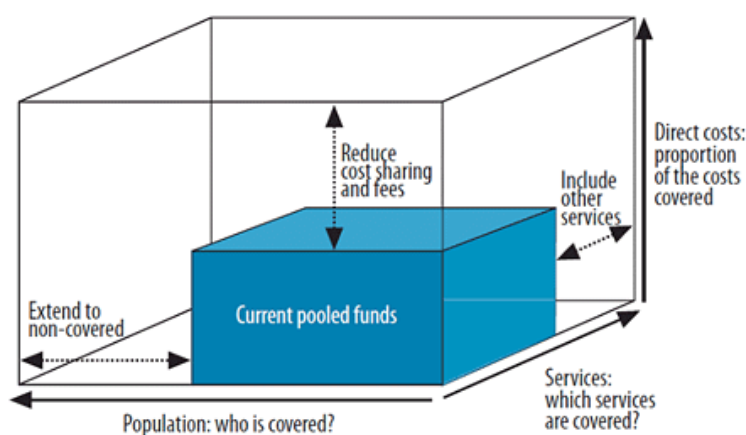 Reduce
cost sharing
and fees
Include
other
services
Direct costs:
proportion
of the costs
covered
Extend to
non-covered
Current pooled funds
Population: who is covered?
Services:
which services
are covered?